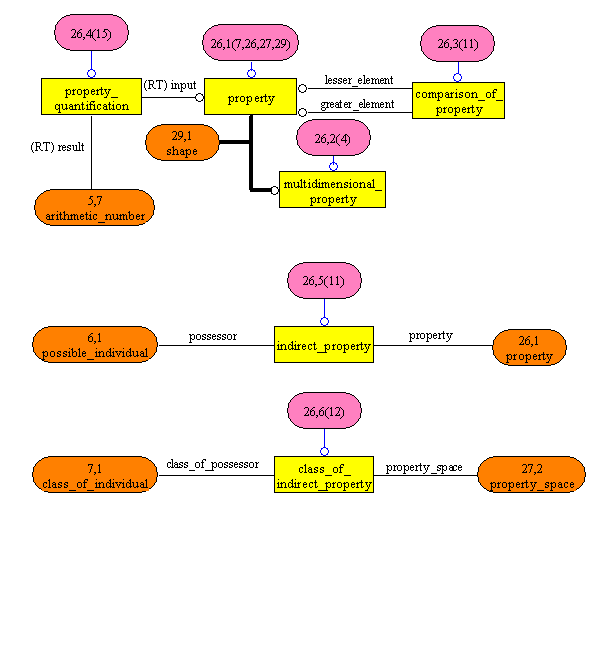 26,4(15)
26,1(7,26,27,29)
26,3(11)
property_
quantification
(RT) input
property
lesser_element
greater_element
comparison_of_
property
(RT) result
29,1
shape
26,2(4)
multidimensional_
property
5,7
arithmetic_number
26,5(11)
6,1
possible_individual
possessor
indirect_property
property
26,1
property
26,6(12)
7,1
class_of_individual
class_of_possessor
class_of_
indirect_property
property_space
27,2
property_space